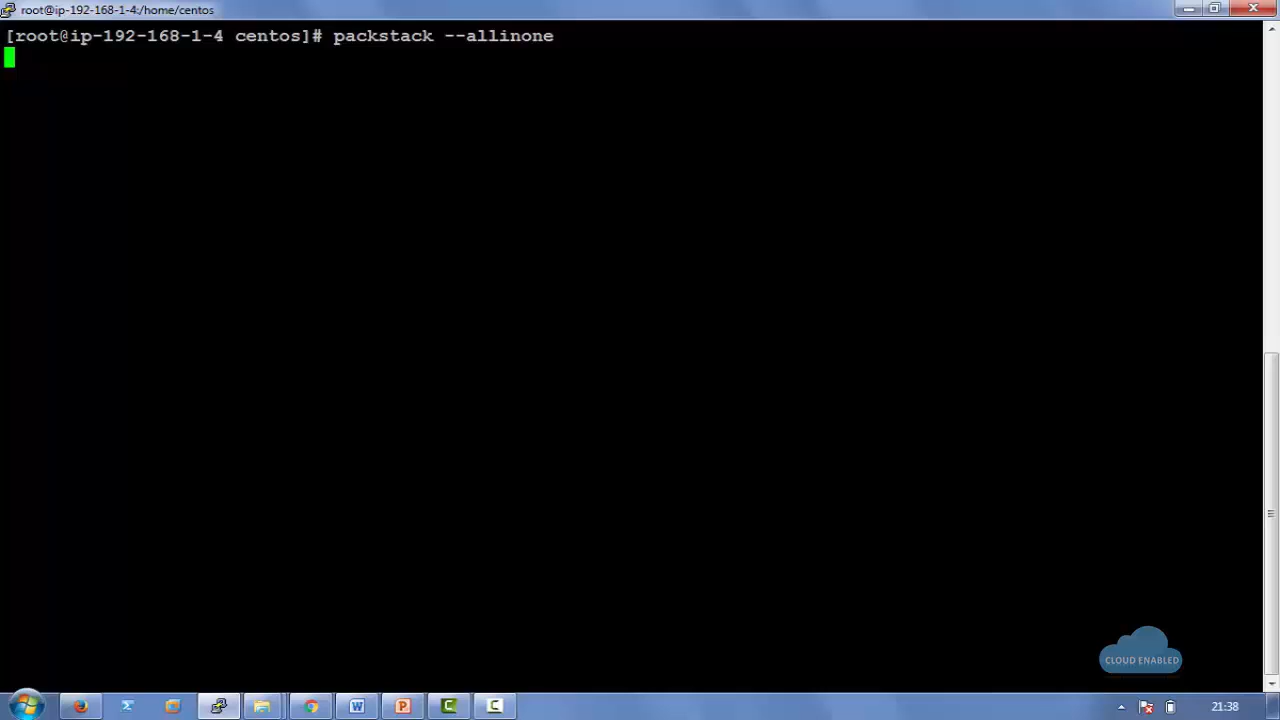 root@ip-192-168-1-4:/home/centos
[root@ip-192-168-1-4 centos]# packstack --allinone
CLOUD ENABLED
21:38